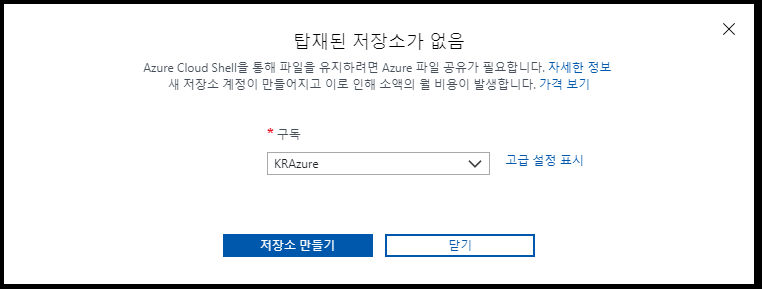 탑재된 저장소가 없음
Azure Cloud Shell을 통해 파일을 유지하려면 Azure 파일 공유가 필요합니다. 자세한 정보
새 저장소 계정이 만들어지고 이로 인해 소액의 월 비용이 발생합니다. 가격 보기
* 구독
KRAzure
고급 설정 표시
저장소 만들기
닫기